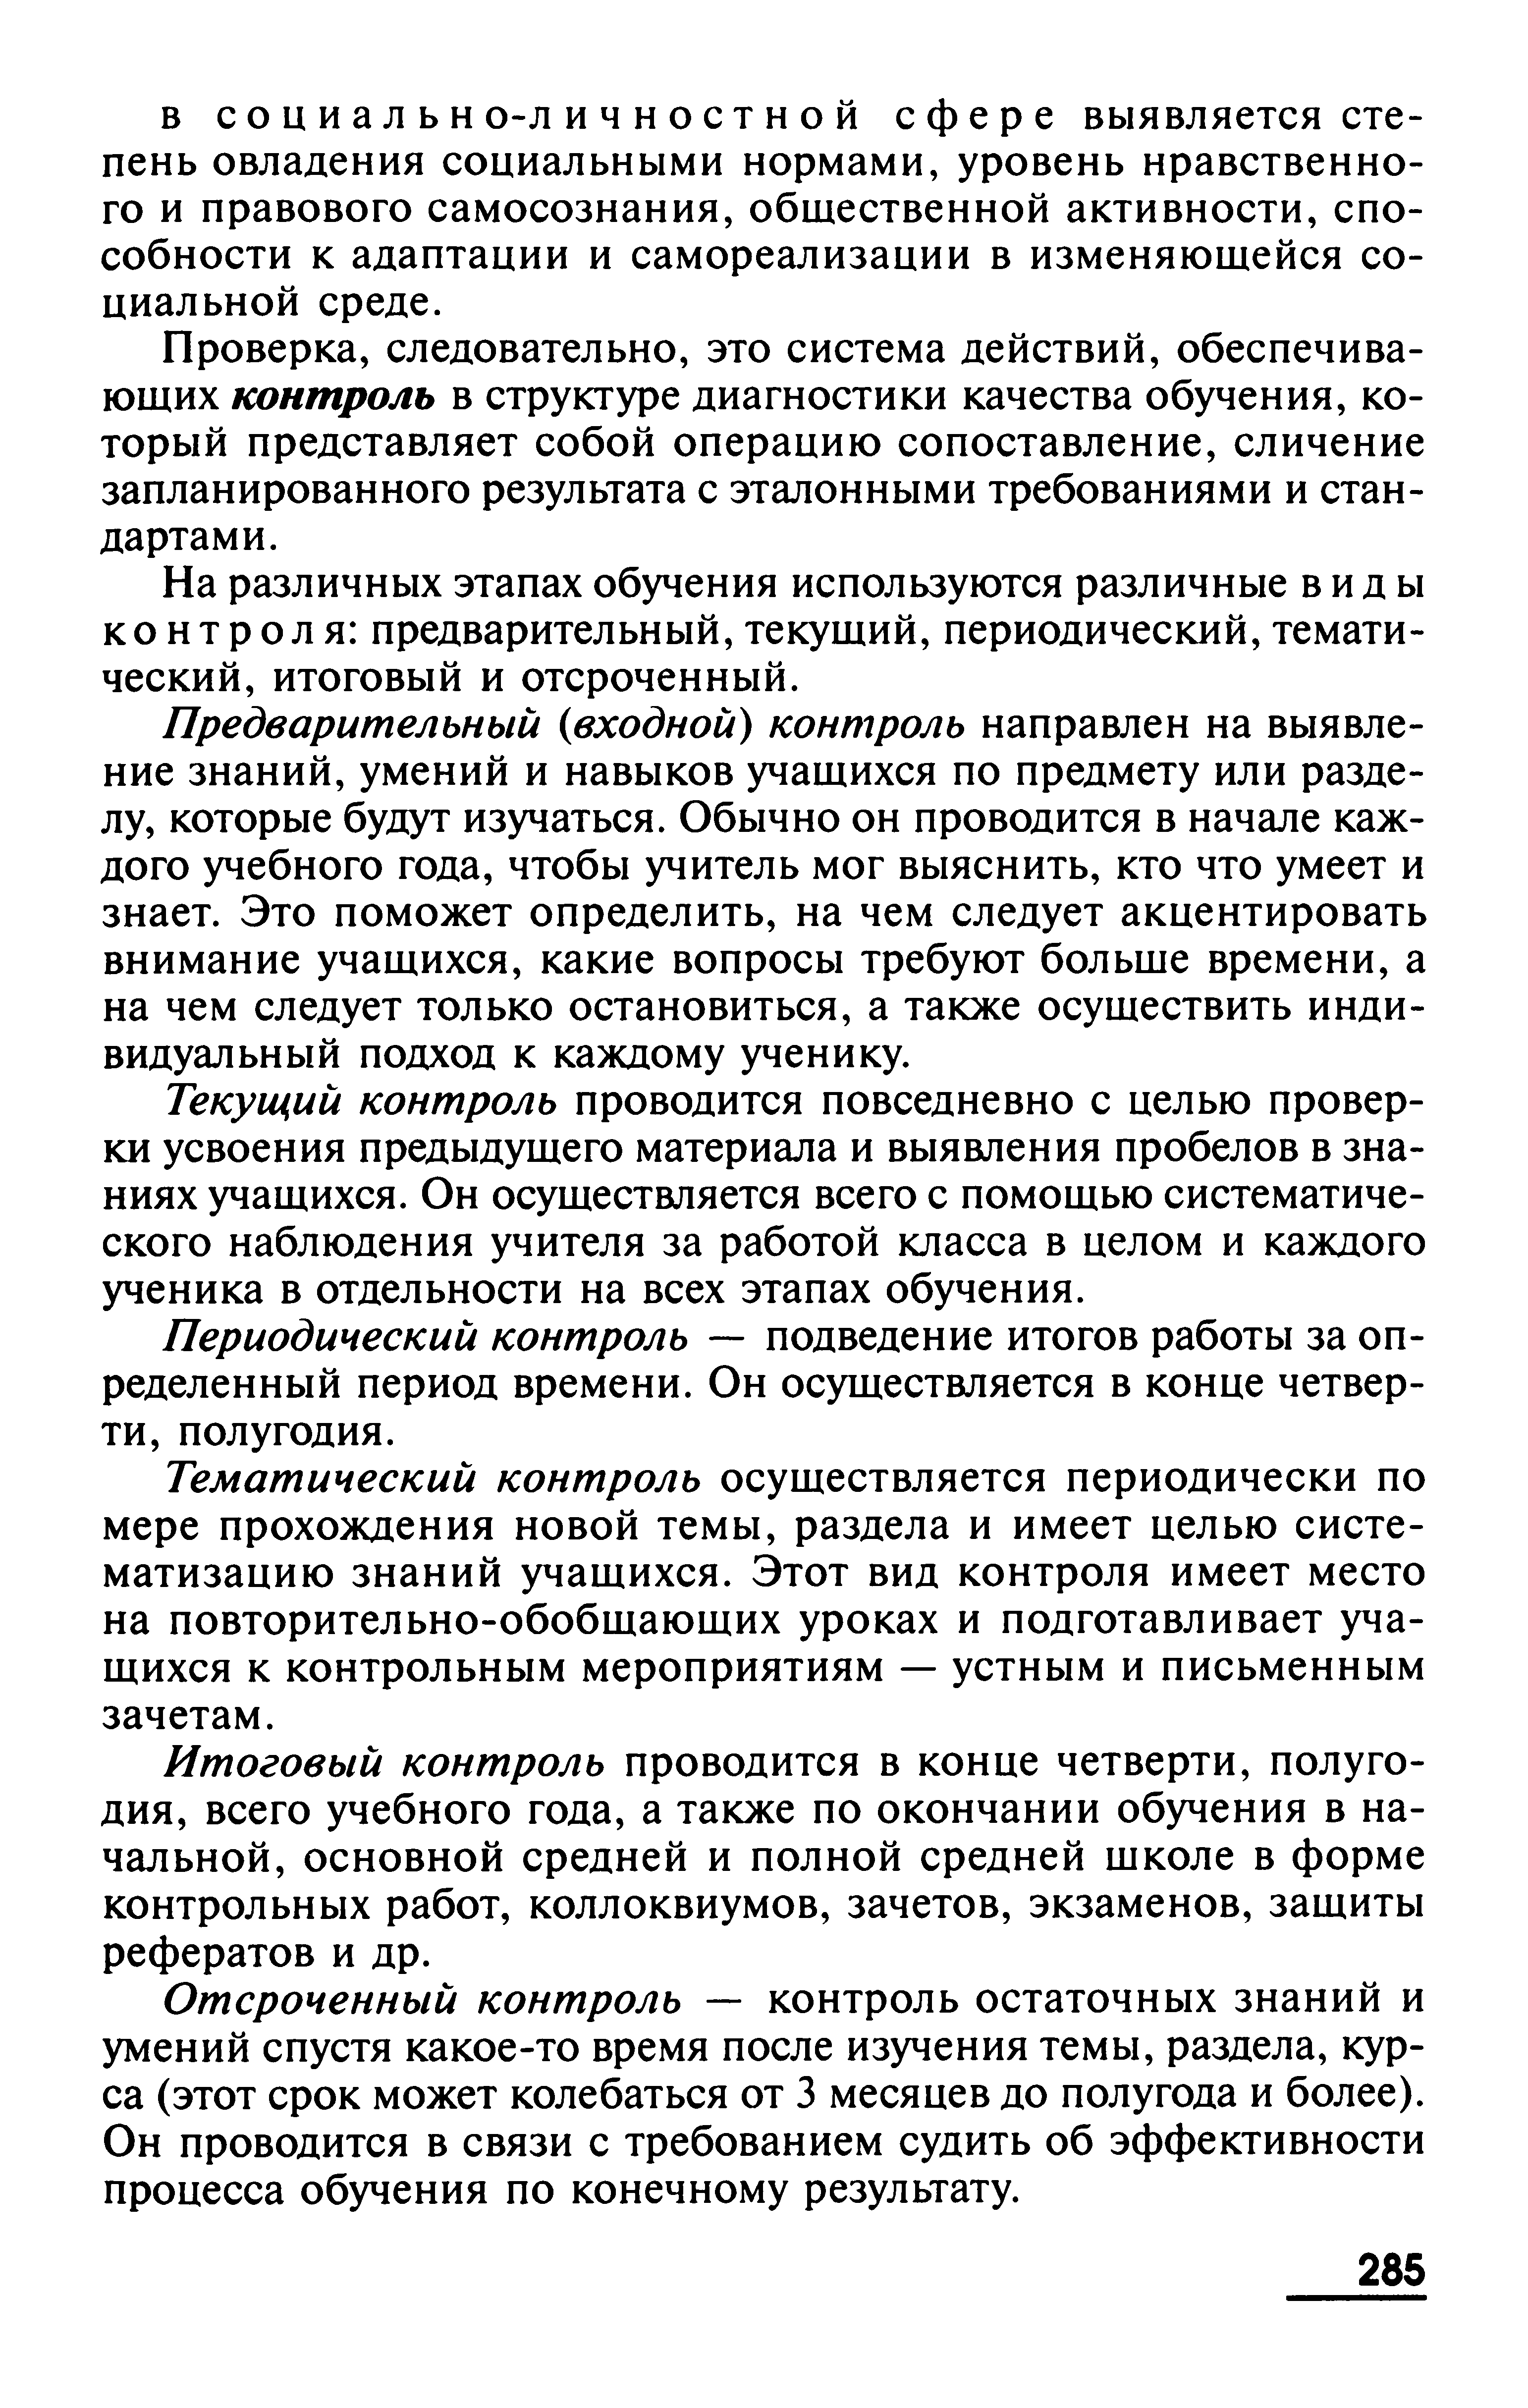 в социально-личностной сфере выявляется сте-
пень овладения социальными нормами, уровень нравственно-
го и правового самосознания, общественной активности, спо-
собности к адаптации и самореализации в изменяющейся со-
циальной среде.
Проверка, следовательно, это система действий, обеспечива-
ющих контроль в структуре диагностики качества обучения, ко-
торый представляет собой операцию сопоставление, сличение
запланированного результата с эталонными требованиями и стан-
дартами.
На различных этапах обучения используются различные виды
контроля: предварительный, текущий, периодический, темати-
ческий, итоговый и отсроченный.
Предварительный (входной) контроль направлен на выявле-
ние знаний, умений и навыков учащихся по предмету или разде-
лу, которые будут изучаться. Обычно он проводится в начале каж-
дого учебного года, чтобы учитель мог выяснить, кто что умеет и
знает. Это поможет определить, на чем следует акцентировать
внимание учащихся, какие вопросы требуют больше времени, а
на чем следует только остановиться, а также осуществить инди-
видуальный подход к каждому ученику.
Текущий контроль проводится повседневно с целью провер-
ки усвоения предыдущего материала и выявления пробелов в зна-
ниях учащихся. Он осуществляется всего с помощью систематиче-
ского наблюдения учителя за работой класса в целом и каждого
ученика в отдельности на всех этапах обучения.
Периодический контроль — подведение итогов работы за оп-
ределенный период времени. Он осуществляется в конце четвер-
ти, полугодия.
Тематический контроль осуществляется периодически по
мере прохождения новой темы, раздела и имеет целью систе-
матизацию знаний учащихся. Этот вид контроля имеет место
на повторительно-обобщающих уроках и подготавливает уча-
щихся к контрольным мероприятиям — устным и письменным
зачетам.
Итоговый контроль проводится в конце четверти, полуго-
дия, всего учебного года, а также по окончании обучения в на-
чальной, основной средней и полной средней школе в форме
контрольных работ, коллоквиумов, зачетов, экзаменов, защиты
рефератов и др.
Отсроченный контроль — контроль остаточных знаний и
умений спустя какое-то время после изучения темы, раздела, кур-
са (этот срок может колебаться от 3 месяцев до полугода и более).
Он проводится в связи с требованием судить об эффективности
процесса обучения по конечному результату.
285